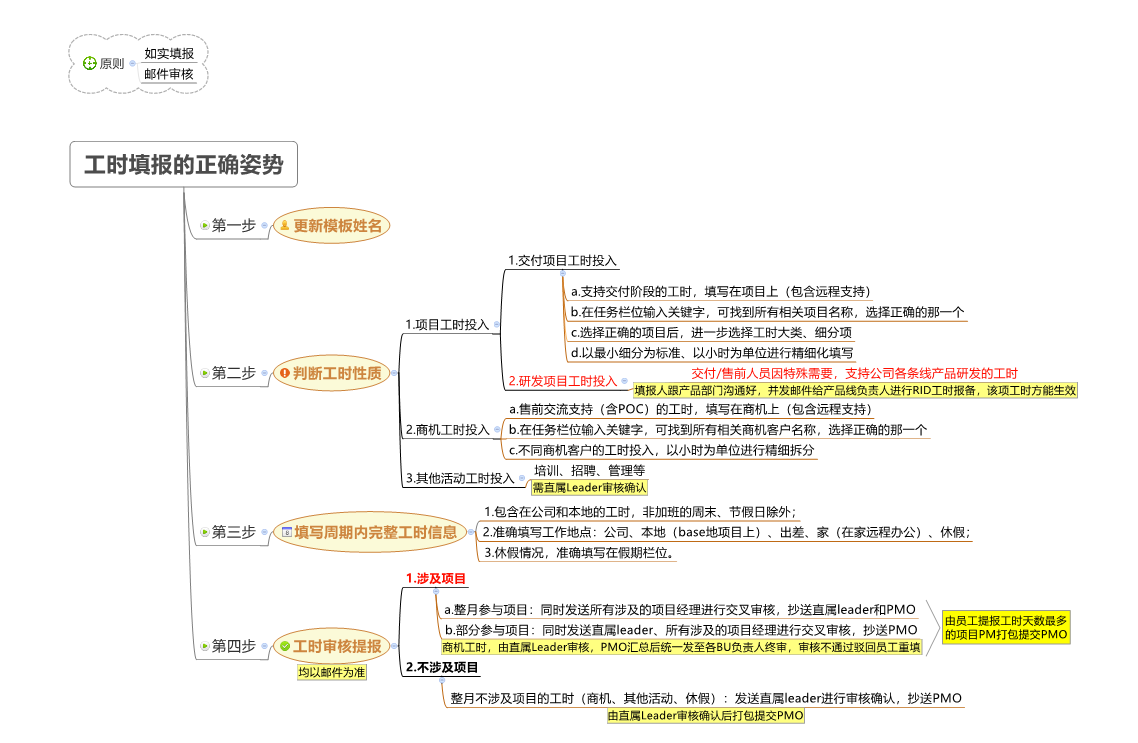 原则
如实填报
邮件审核
工时填报的正确姿势
第一步
更新模板姓名
第二步
判断工时性质
1.项目工时投入
1.交付项目工时投入
a.支持交付阶段的工时，填写在项目上（包含远程支持）
b.在任务栏位输入关键字，可找到所有相关项目名称，选择正确的那一个
c.选择正确的项目后，进一步选择工时大类、细分项
d.以最小细分为标准、以小时为单位进行精细化填写
2.研发项目工时投入
交付/售前人员因特殊需要，支持公司各条线产品研发的工时
填报人跟产品部门沟通好，并发邮件给产品线负责人进行RID工时报备，该项工时方能生效
2.商机工时投入
a.售前交流支持（含POC）的工时，填写在商机上（包含远程支持）
b.在任务栏位输入关键字，可找到所有相关商机客户名称，选择正确的那一个
c.不同商机客户的工时投入，以小时为单位进行精细拆分
3.其他活动工时投入
培训、招聘、管理等
需直属Leader审核确认
第三步
填写周期内完整工时信息
1.包含在公司和本地的工时，非加班的周末、节假日除外；
2.准确填写工作地点：公司、本地（base地项目上）、出差、家（在家远程办公）、休假；
3.休假情况，准确填写在假期栏位。
第四步
工时审核提报
均以邮件为准
1.涉及项目
a.整月参与项目：同时发送所有涉及的项目经理进行交叉审核，抄送直属leader和PMO
b.部分参与项目：同时发送直属leader、所有涉及的项目经理进行交叉审核，抄送PMO
商机工时，由直属Leader审核，PMO汇总后统一发至各BU负责人终审，审核不通过驳回员工重填
由员工提报工时天数最多
的项目PM打包提交PMO
2.不涉及项目
整月不涉及项目的工时（商机、其他活动、休假）：发送直属leader进行审核确认，抄送PMO
由直属Leader审核确认后打包提交PMO